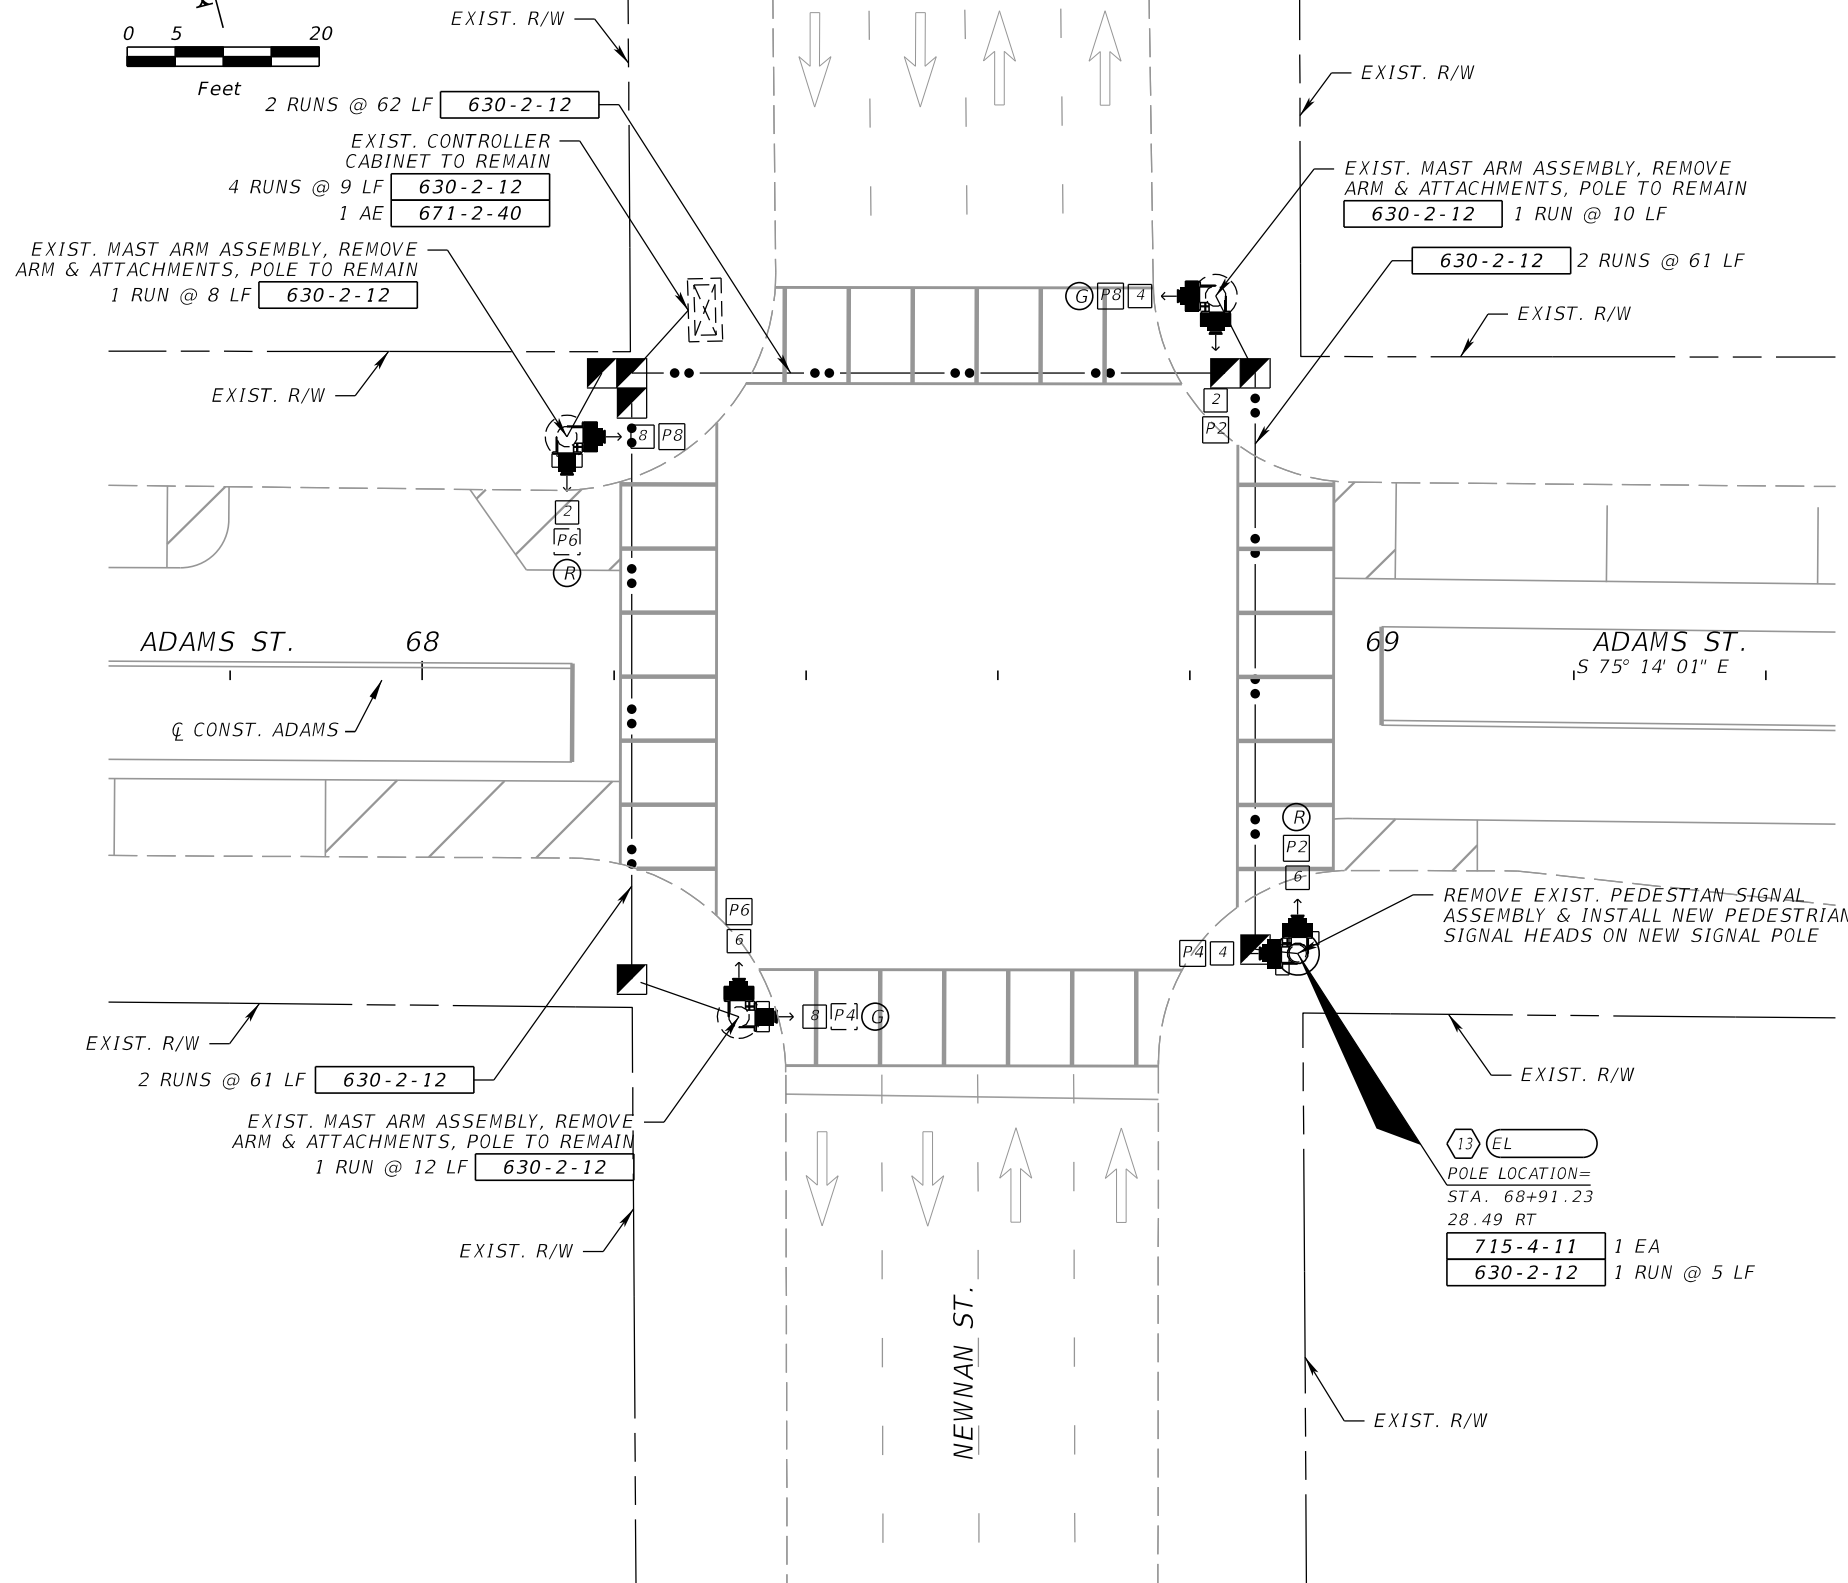 0 5 20
Feet
EXIST. R/W
2 RUNS @ 62 LF 630-2-12
EXIST. CONTROLLER
CABINET TO REMAIN
4 RUNS @ 9 LF 630-2-12
1 AE 671-2-40
EXIST. MAST ARM ASSEMBLY, REMOVE
ARM & ATTACHMENTS, POLE TO REMAIN
1 RUN @ 8 LF 630-2-12
EXIST. R/W
EXIST. R/W
EXIST. MAST ARM ASSEMBLY, REMOVE
ARM & ATTACHMENTS, POLE TO REMAIN
630-2-12 1 RUN @ 10 LF
630-2-12 2 RUNS @ 61 LF
EXIST. R/W
G P8 4
2
P2
8 P8
2
P6
R
ADAMS ST. 68
℄ CONST. ADAMS
69 ADAMS ST.
S 75° 14' 01" E
R
P2
6
P4 4
REMOVE EXIST. PEDESTIAN SIGNAL
ASSEMBLY & INSTALL NEW PEDESTRIAN
SIGNAL HEADS ON NEW SIGNAL POLE
P6
6
8 P4 G
EXIST. R/W
2 RUNS @ 61 LF 630-2-12
EXIST. MAST ARM ASSEMBLY, REMOVE
ARM & ATTACHMENTS, POLE TO REMAIN
1 RUN @ 12 LF 630-2-12
EXIST. R/W
EXIST. R/W
13 EL
POLE LOCATION=
STA. 68+91.23
28.49 RT
715-4-11 1 EA
630-2-12 1 RUN @ 5 LF
EXIST. R/W
NEWNAN ST.